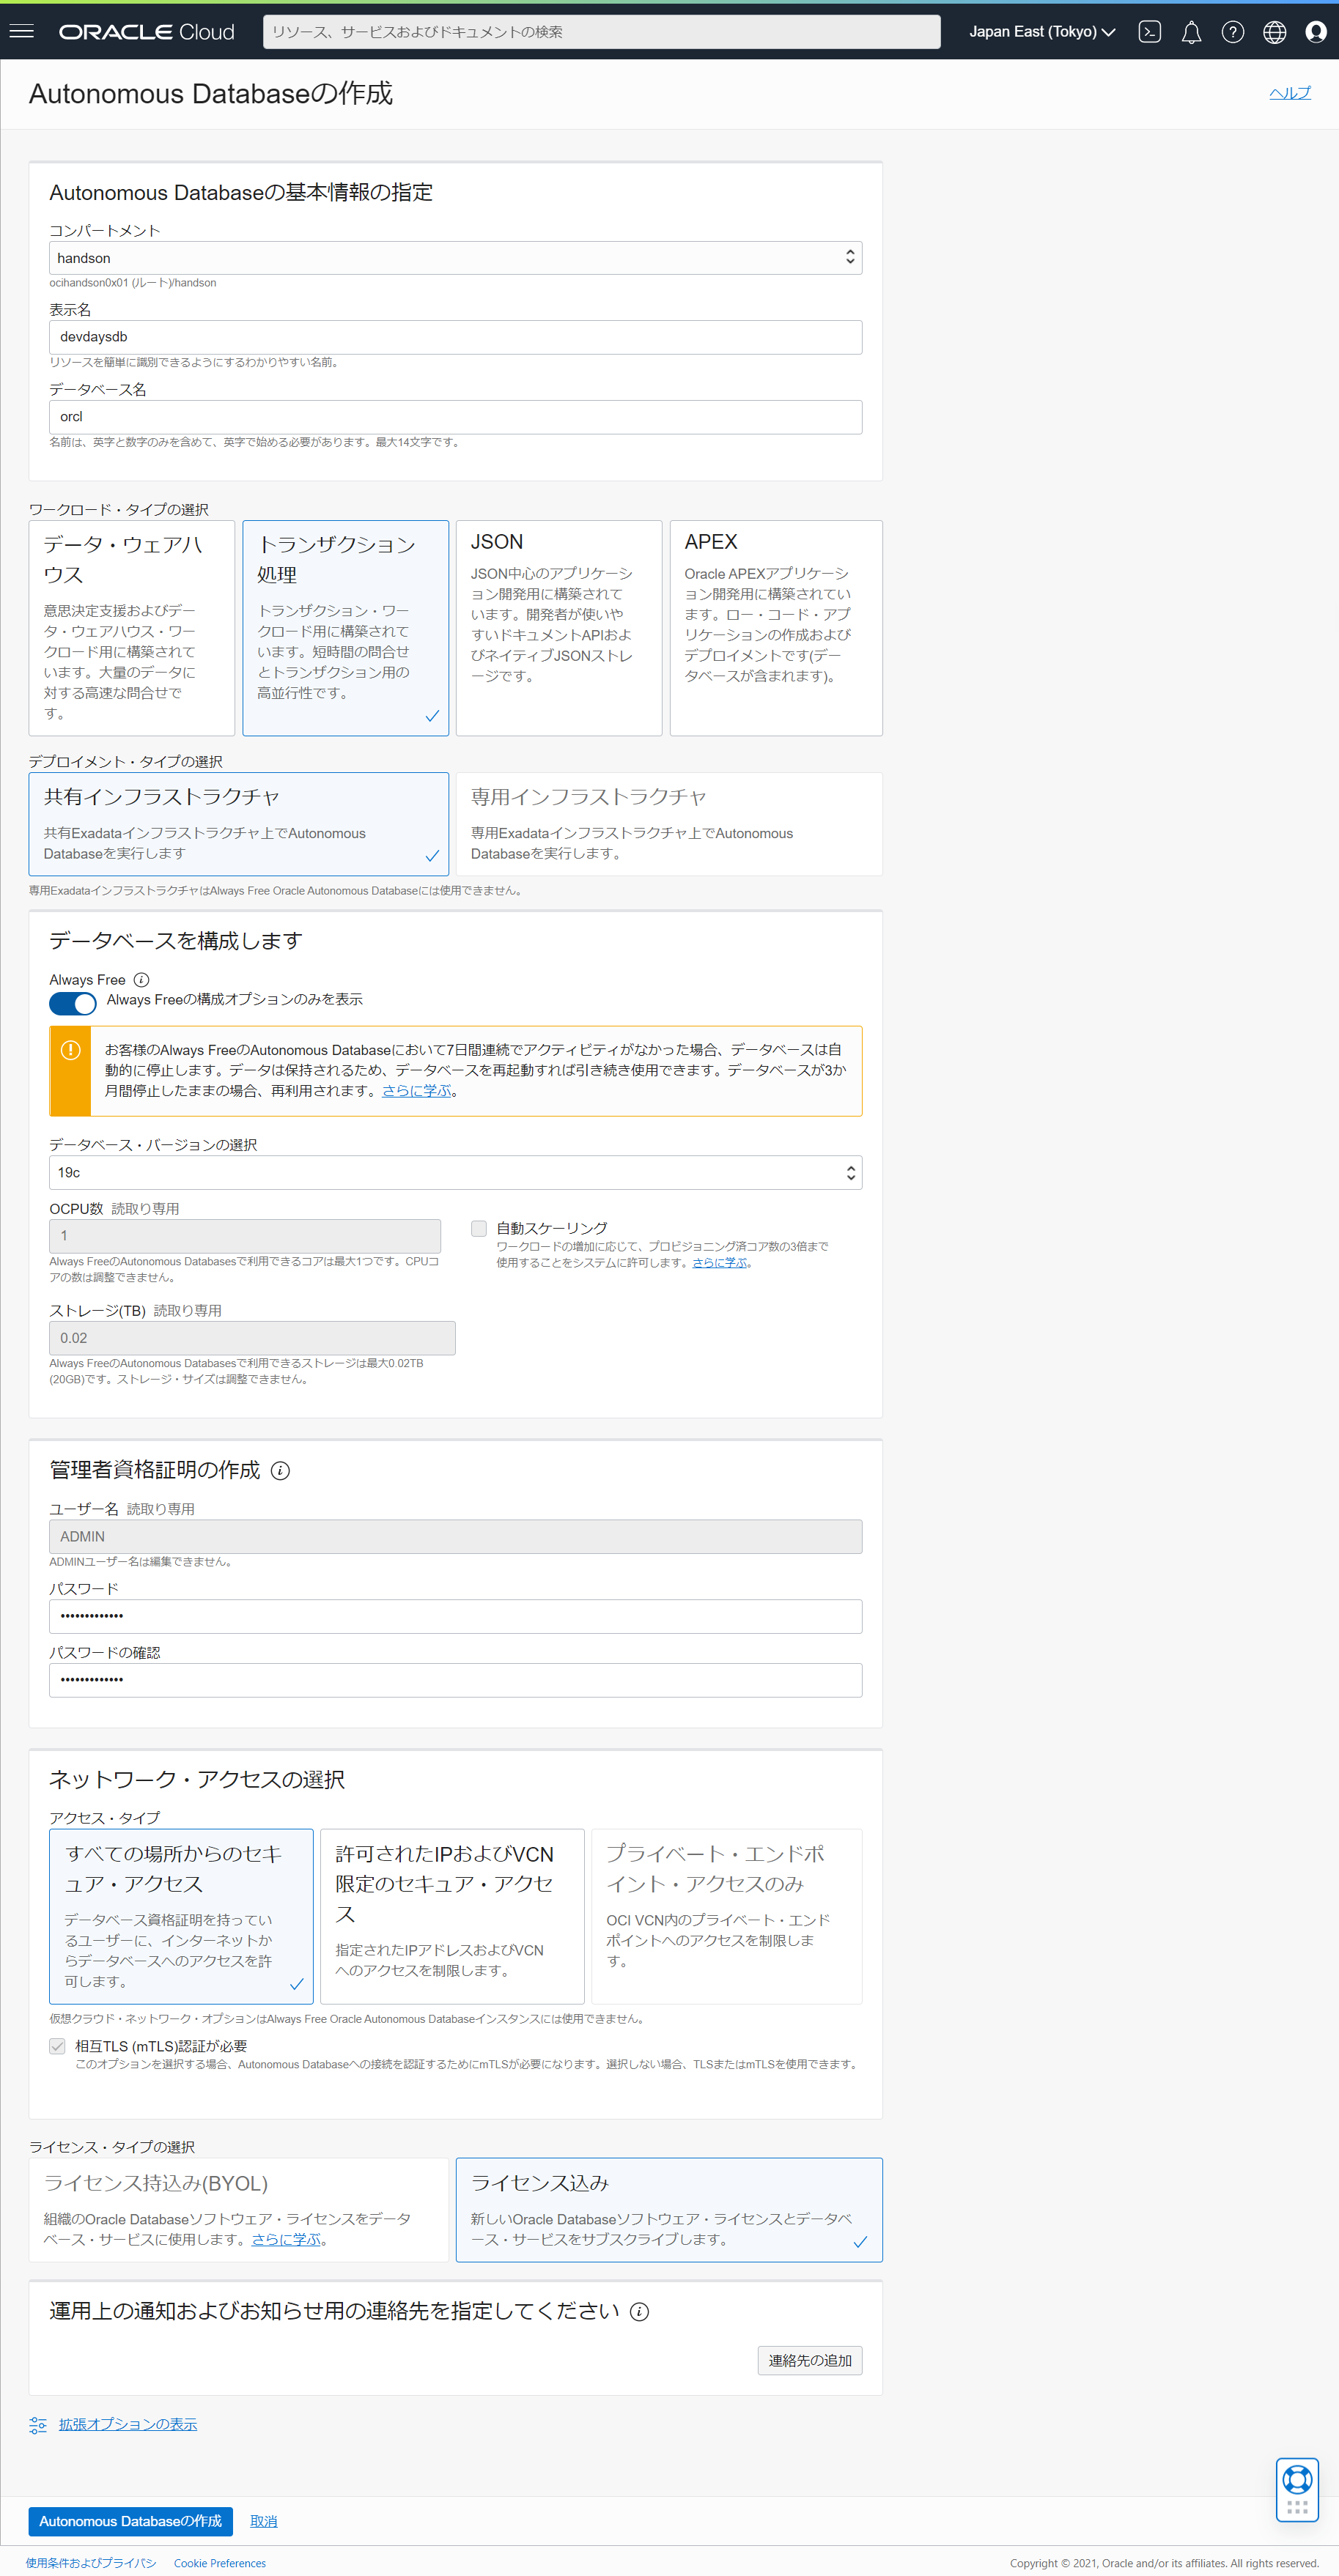 ORACLE Cloud
リソース、サービスおよびドキュメントの検索
Japan East (Tokyo)
Autonomous Databaseの作成
ヘルプ
Autonomous Databaseの基本情報の指定
コンパートメント
handson
ocihandson0x01 (ルート)/handson
表示名
devdaysdb
リソースを簡単に識別できるようにするわかりやすい名前。
データベース名
orcl
名前は、英字と数字のみを含めて、英字で始める必要があります。最大14文字です。
ワークロード・タイプの選択
データ・ウェアハ
ウス
意思決定支援およびデー
タ・ウェアハウス・ワー
クロード用に構築されて
います。大量のデータに
対する高速な問合せで
す。
トランザクション
処理
トランザクション・ワー
クロード用に構築されて
います。短時間の問合せ
とトランザクション用の
高並行性です。
JSON
JSON中心のアプリケーシ
ョン開発用に構築されて
います。開発者が使いや
すいドキュメントAPIおよ
びネイティブJSONストレ
ージです。
APEX
Oracle APEXアプリケーシ
ョン開発用に構築されてい
ます。ロー・コード・アプ
リケーションの作成および
デプロイメントです(デー
タベースが含まれます)。
デプロイメント・タイプの選択
共有インフラストラクチャ
共有Exadataインフラストラクチャ上でAutonomous
Databaseを実行します
専用インフラストラクチャ
専用Exadataインフラストラクチャ上でAutonomous
Databaseを実行します。
専用ExadataインフラストラクチャはAlways Free Oracle Autonomous Databaseには使用できません。
データベースを構成します
Always Free
Always Freeの構成オプションのみを表示
お客様のAlways FreeのAutonomous Databaseにおいて7日間連続でアクティビティがなかった場合、データベースは自
動的に停止します。データは保持されるため、データベースを再起動すれば引き続き使用できます。データベースが3か
月間停止したままの場合、再利用されます。さらに学ぶ。
データベース・バージョンの選択
19c
OCPU数 読取り専用
1
Always FreeのAutonomous Databasesで利用できるコアは最大1つです。CPUコ
アの数は調整できません。
自動スケーリング
ワークロードの増加に応じて、プロビジョニング済コア数の3倍まで
使用することをシステムに許可します。さらに学ぶ。
ストレージ(TB) 読取り専用
0.02
Always FreeのAutonomous Databasesで利用できるストレージは最大0.02TB
(20GB)です。ストレージ・サイズは調整できません。
管理者資格証明の作成
ユーザー名 読取り専用
ADMIN
ADMINユーザー名は編集できません。
パスワード
•••••••••••••
パスワードの確認
•••••••••••••
ネットワーク・アクセスの選択
アクセス・タイプ
すべての場所からのセキ
ュア・アクセス
データベース資格証明を持ってい
るユーザーに、インターネットか
らデータベースへのアクセスを許
可します。
許可されたIPおよびVCN
限定のセキュア・アクセ
ス
指定されたIPアドレスおよびVCN
へのアクセスを制限します。
プライベート・エンドポ
イント・アクセスのみ
OCI VCN内のプライベート・エンド
ポイントへのアクセスを制限しま
す。
仮想クラウド・ネットワーク・オプションはAlways Free Oracle Autonomous Databaseインスタンスには使用できません。
相互TLS (mTLS)認証が必要
このオプションを選択する場合、Autonomous Databaseへの接続を認証するためにmTLSが必要になります。選択しない場合、TLSまたはmTLSを使用できます。
ライセンス・タイプの選択
ライセンス持込み(BYOL)
組織のOracle Databaseソフトウェア・ライセンスをデータ
ベース・サービスに使用します。さらに学ぶ。
ライセンス込み
新しいOracle Databaseソフトウェア・ライセンスとデータベ
ース・サービスをサブスクライブします。
運用上の通知およびお知らせ用の連絡先を指定してください
連絡先の追加
拡張オプションの表示
Autonomous Databaseの作成
取消
使用条件およびプライバシ
Cookie Preferences
Copyright © 2021, Oracle and/or its affiliates. All rights reserved.